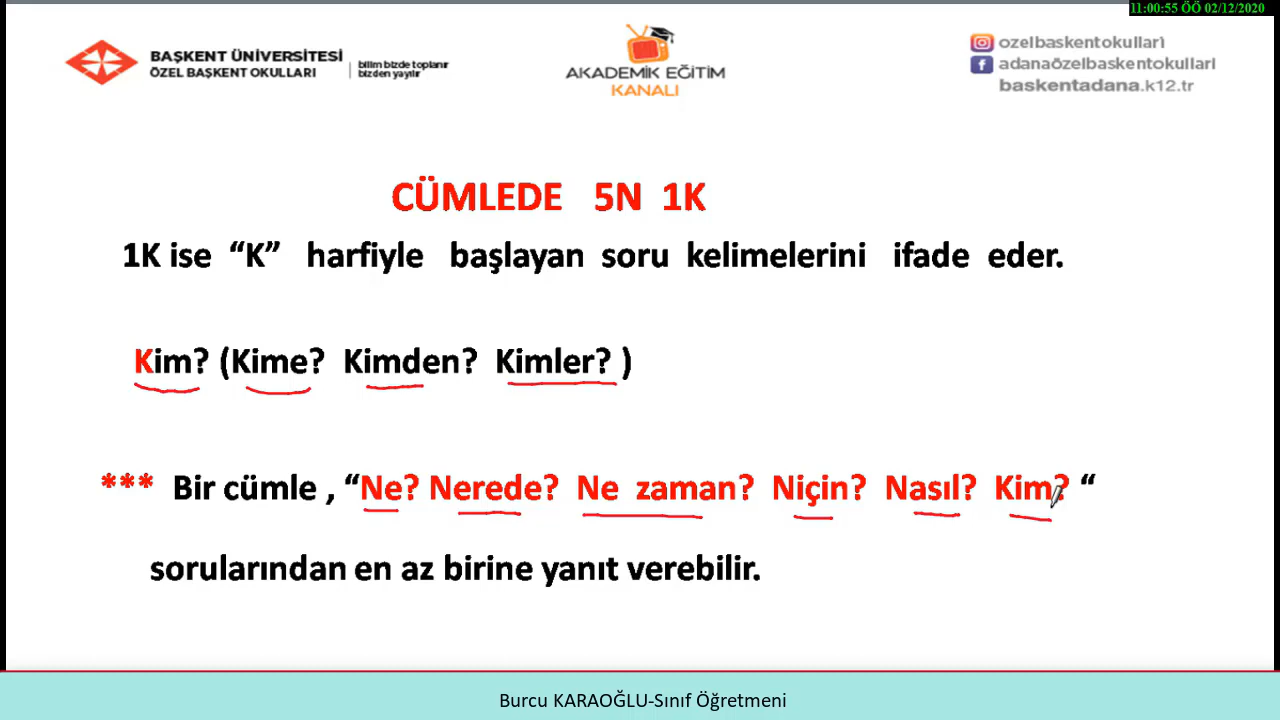 11:00:55 ÖÖ 02/12/2020
BAŞKENT ÜNİVERSİTESİ
ÖZEL BAŞKENT OKULLARI
bilim bizde toplanır
bizden yayılır
AKADEMİK EĞİTİM
KANALI
ozelbaskentokullari
adanaözelbaskentokullari
baskentadana.k12.tr
CÜMLEDE 5N 1K
1K ise “K” harfiyle başlayan soru kelimelerini ifade eder.
Kim? (Kime? Kimden? Kimler? )
*** Bir cümle , “Ne? Nerede? Ne zaman? Niçin? Nasıl? Kim? “
sorularından en az birine yanıt verebilir.
Burcu KARAOĞLU-Sınıf Öğretmeni